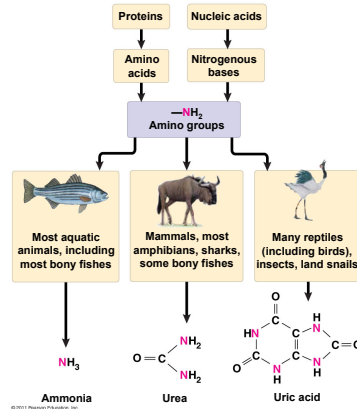 Proteins
Nucleic acids
Amino
acids
Nitrogenous
bases
—NH₂
Amino groups
Most aquatic
animals, including
most bony fishes
Mammals, most
amphibians, sharks,
some bony fishes
Many reptiles
(including birds),
insects, land snails
NH₃
O
C
NH₂
NH₂
O
C
HN
C
O
C
N
H
C
C
H
N
N
H
C
O
Ammonia
Urea
Uric acid
©2011 Pearson Education, Inc.